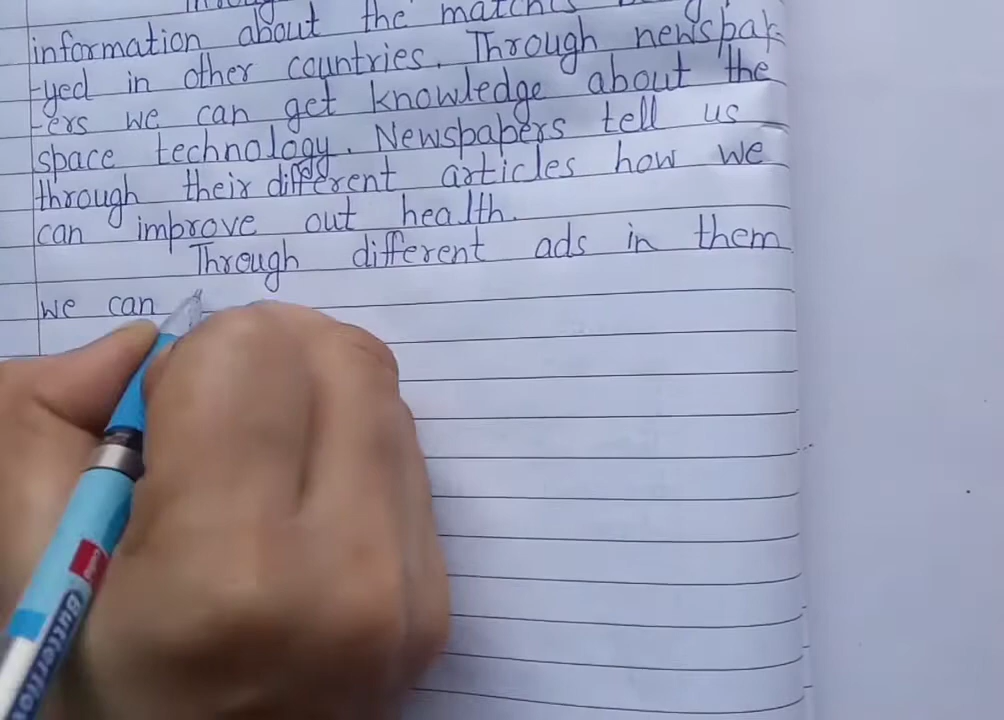 information about the matches
-yed in other countries. Through newspap-
-ers we can get knowledge about the
space technology. Newspapers tell us
through their different articles how we
can improve out health.
Through different ads in them
we can